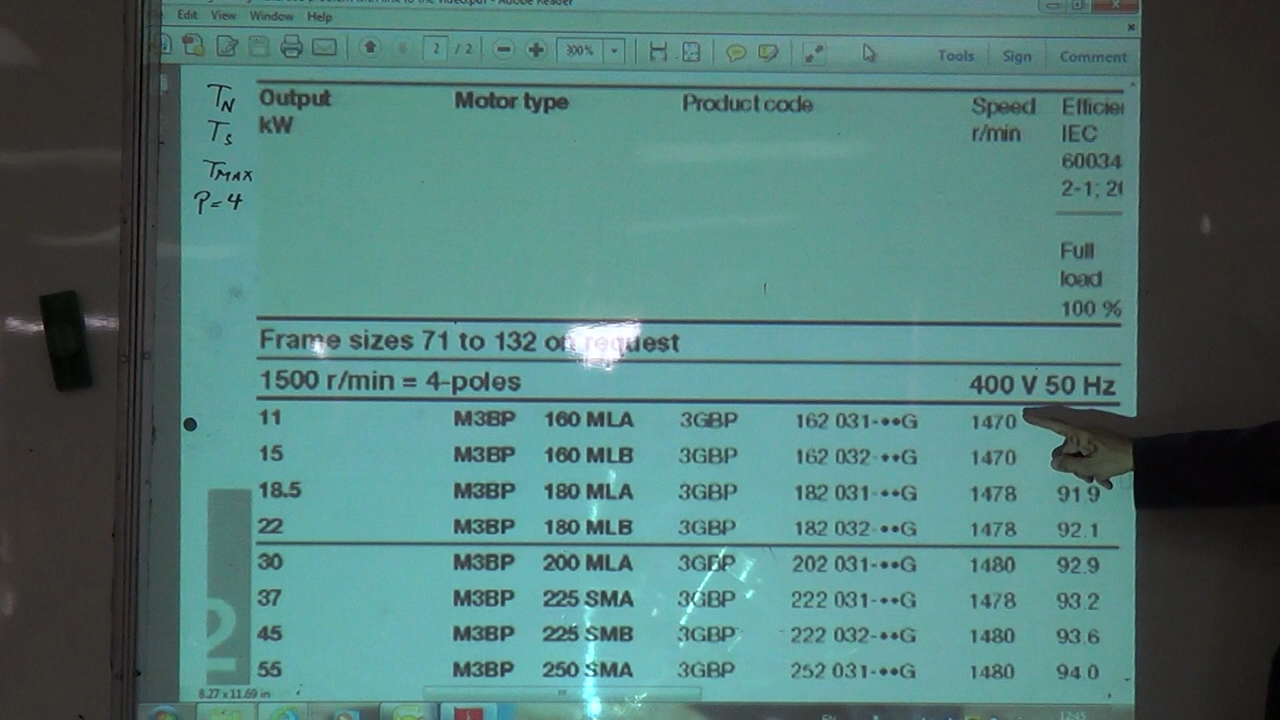 Edit View Window Help
2 / 2 300% Tools Sign Comment
T_N
T_S
T_MAX
P=4
Output Motor type Product code Speed Efficie
kW r/min IEC
60034
2-1; 2
Full
load
100 %
Frame sizes 71 to 132 on request
1500 r/min = 4-poles 400 V 50 Hz
11 M3BP 160 MLA 3GBP 162 031-••G 1470
15 M3BP 160 MLB 3GBP 162 032-••G 1470
18.5 M3BP 180 MLA 3GBP 182 031-••G 1478 91.9
22 M3BP 180 MLB 3GBP 182 032-••G 1478 92.1
30 M3BP 200 MLA 3GBP 202 031-••G 1480 92.9
37 M3BP 225 SMA 3GBP 222 031-••G 1478 93.2
45 M3BP 225 SMB 3GBP 222 032-••G 1480 93.6
55 M3BP 250 SMA 3GBP 252 031-••G 1480 94.0
2
8.27 x 11.69 in